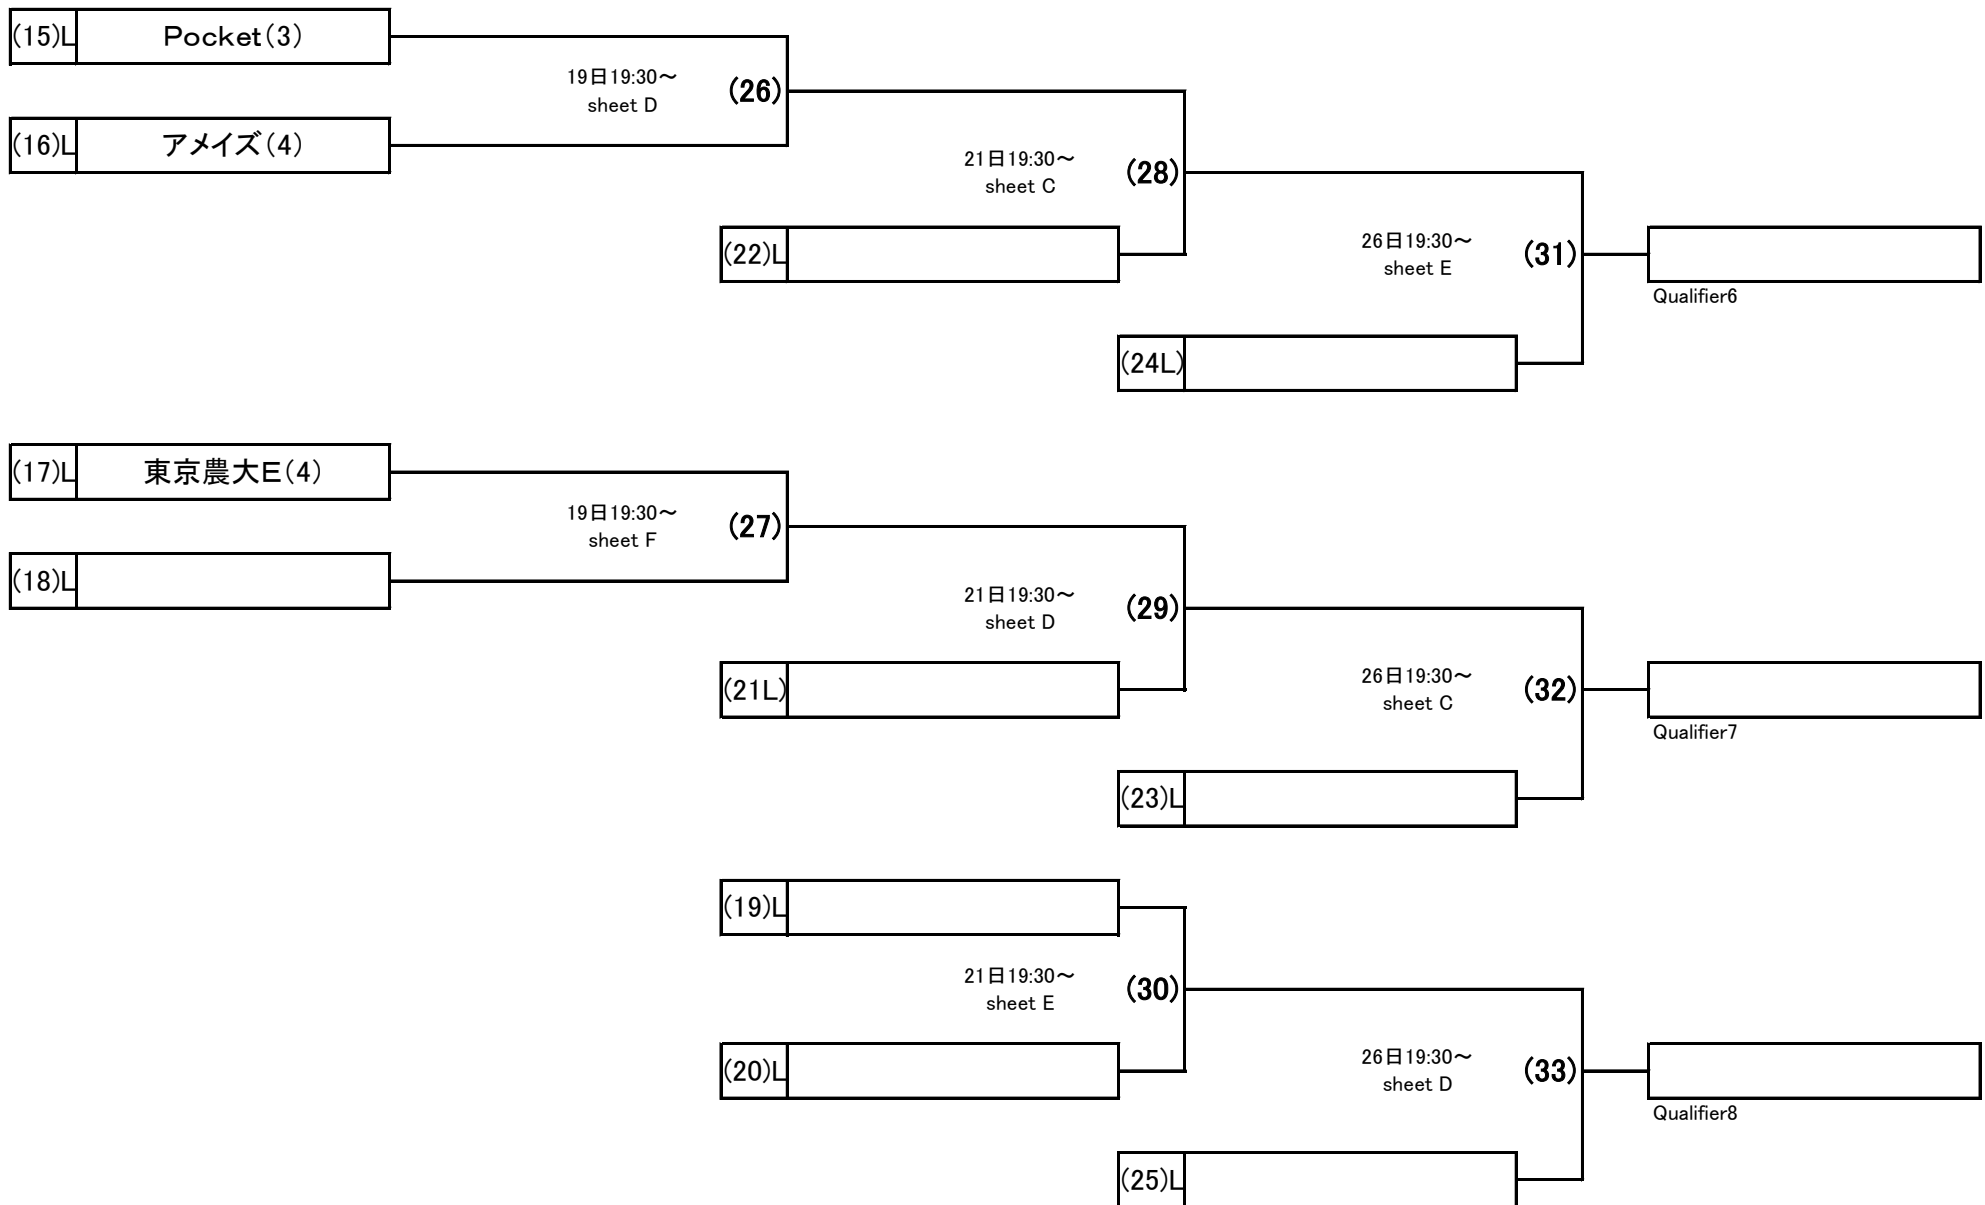 (15)L Pocket(3)
19日19:30～
sheet D
(26)
(16)L アメイズ(4)
21日19:30～
sheet C
(28)
(22)L
26日19:30～
sheet E
(31)
Qualifier6
(24L)
(17)L 東京農大E(4)
19日19:30～
sheet F
(27)
(18)L
21日19:30～
sheet D
(29)
(21L)
26日19:30～
sheet C
(32)
Qualifier7
(23)L
(19)L
21日19:30～
sheet E
(30)
(20)L
26日19:30～
sheet D
(33)
Qualifier8
(25)L